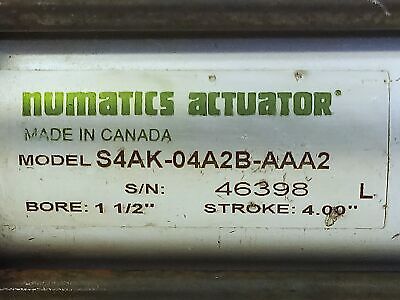 numatics actuator®
MADE IN CANADA
MODEL S4AK-04A2B-AAA2
S/N: 46398 L
BORE: 1 1/2" STROKE: 4.00"